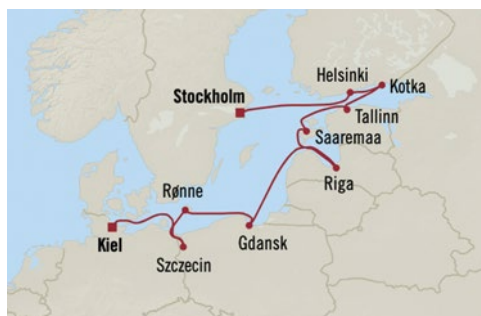 Helsinki
Kotka
Stockholm
Tallinn
Saaremaa
Riga
Rønne
Kiel
Gdansk
Szczecin